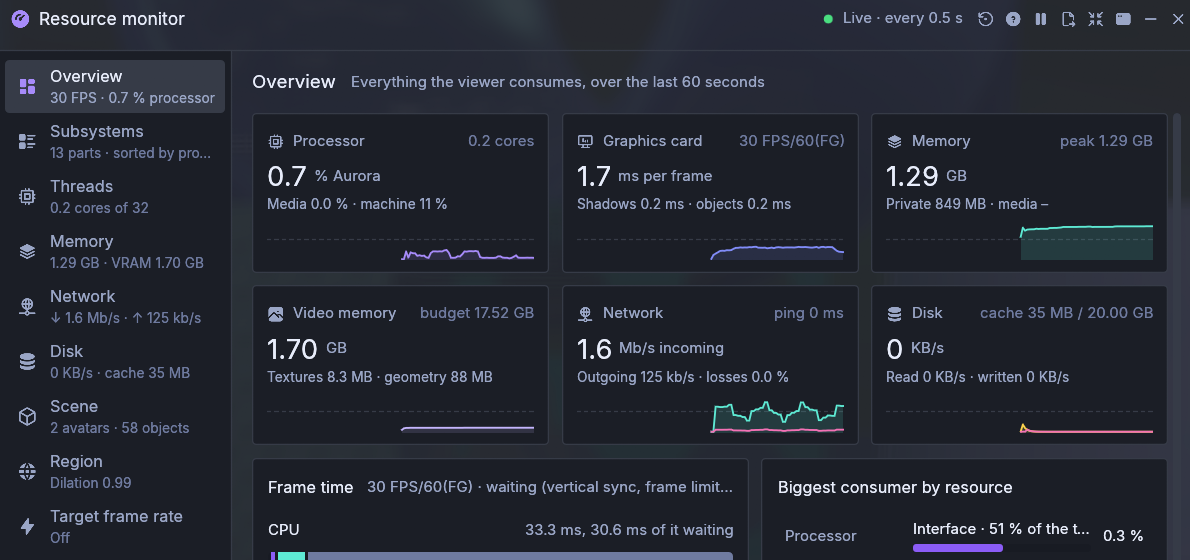 Resource monitor
Live · every 0.5 s
Overview
30 FPS · 0.7 % processor
Subsystems
13 parts · sorted by pro...
Threads
0.2 cores of 32
Memory
1.29 GB · VRAM 1.70 GB
Network
↓ 1.6 Mb/s · ↑ 125 kb/s
Disk
0 KB/s · cache 35 MB
Scene
2 avatars · 58 objects
Region
Dilation 0.99
Target frame rate
Off
Overview Everything the viewer consumes, over the last 60 seconds
Processor 0.2 cores
0.7 % Aurora
Media 0.0 % · machine 11 %
Graphics card 30 FPS/60(FG)
1.7 ms per frame
Shadows 0.2 ms · objects 0.2 ms
Memory peak 1.29 GB
1.29 GB
Private 849 MB · media –
Video memory budget 17.52 GB
1.70 GB
Textures 8.3 MB · geometry 88 MB
Network ping 0 ms
1.6 Mb/s incoming
Outgoing 125 kb/s · losses 0.0 %
Disk cache 35 MB / 20.00 GB
0 KB/s
Read 0 KB/s · written 0 KB/s
Frame time 30 FPS/60(FG) · waiting (vertical sync, frame limit...
CPU 33.3 ms, 30.6 ms of it waiting
Biggest consumer by resource
Processor Interface · 51 % of the t... 0.3 %